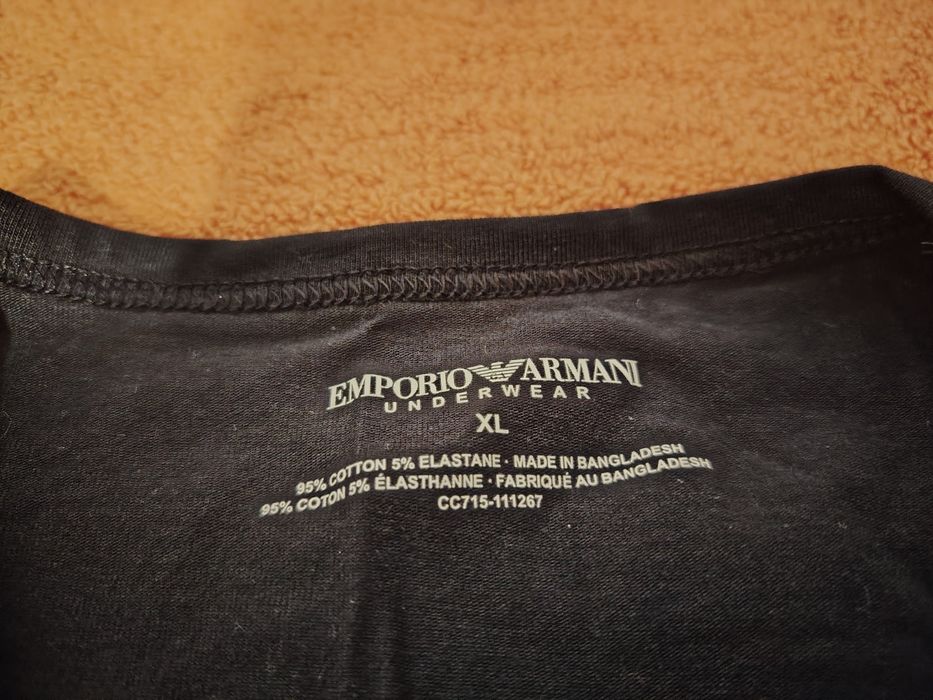 EMPORIO ARMANI
UNDERWEAR
XL
95% COTTON 5% ELASTANE · MADE IN BANGLADESH
95% COTON 5% ÉLASTHANNE · FABRIQUÉ AU BANGLADESH
CC715-111267